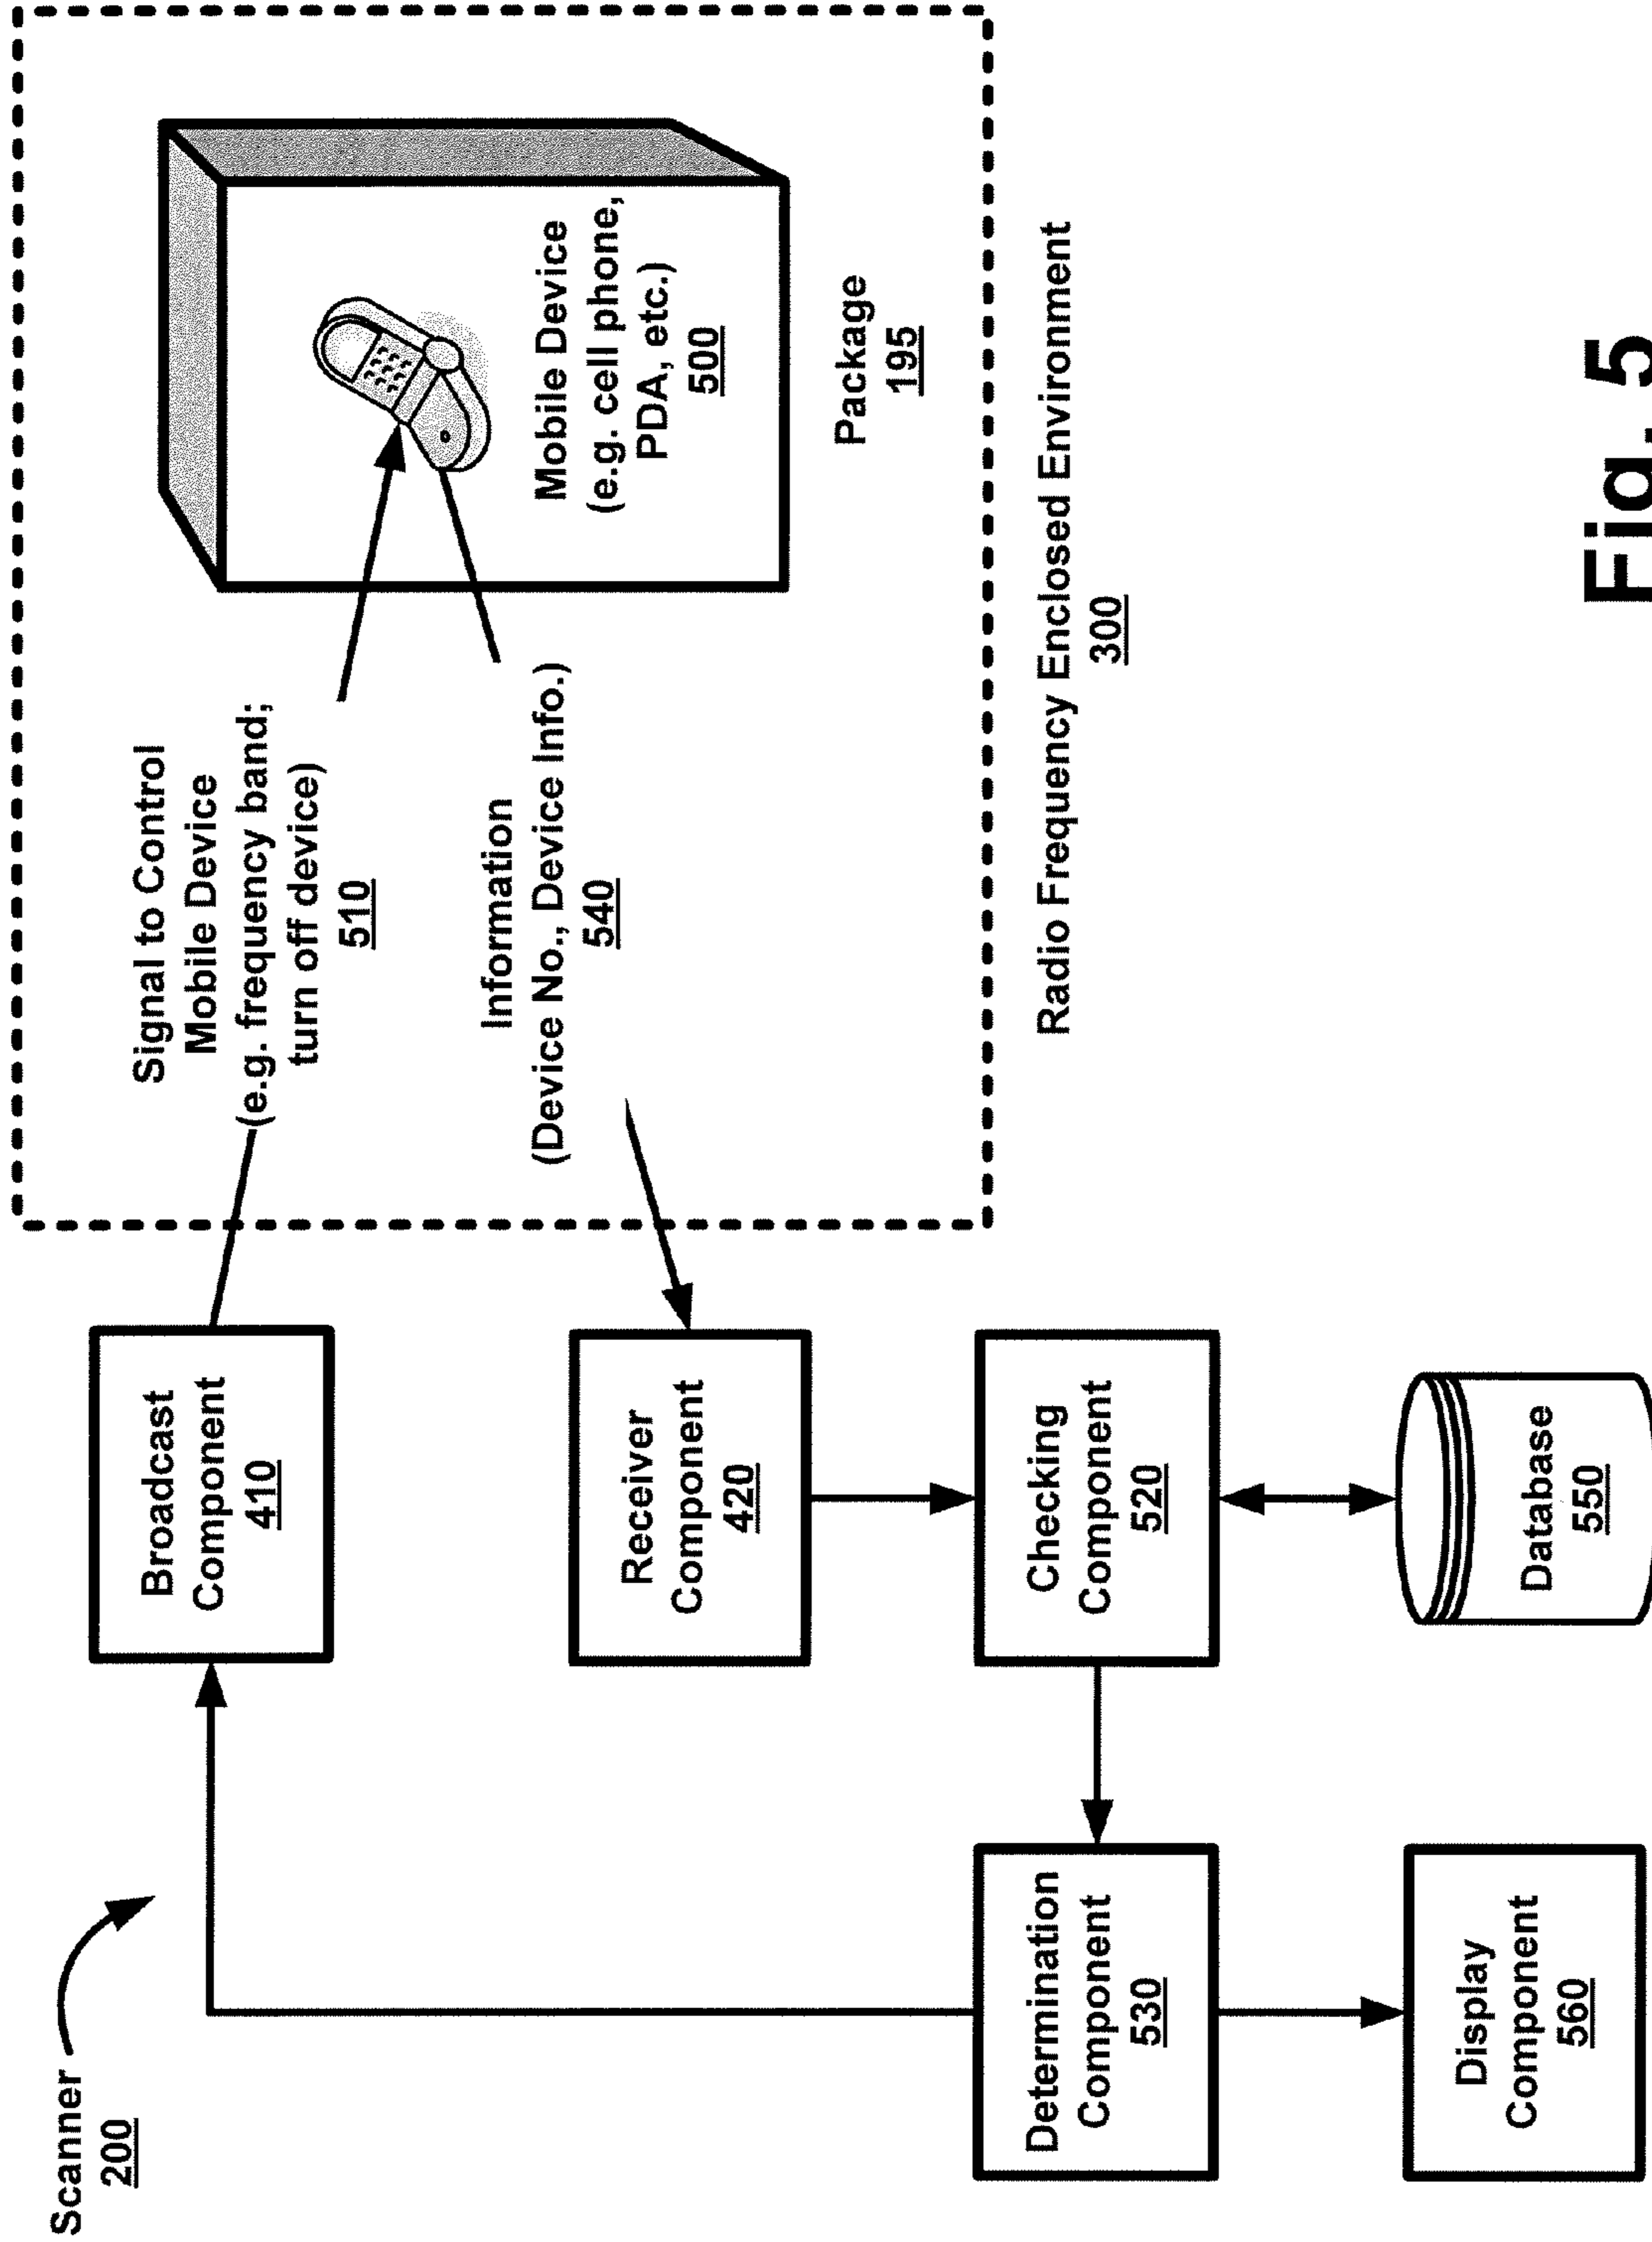 Scanner
200
Broadcast
Component
410
Signal to Control
Mobile Device
(e.g. frequency band;
turn off device)
510
Receiver
Component
420
Information
(Device No., Device Info.)
540
Mobile Device
(e.g. cell phone,
PDA, etc.)
500
Package
195
Radio Frequency Enclosed Environment
300
Determination
Component
530
Checking
Component
520
Display
Component
560
Database
550
Fig. 5